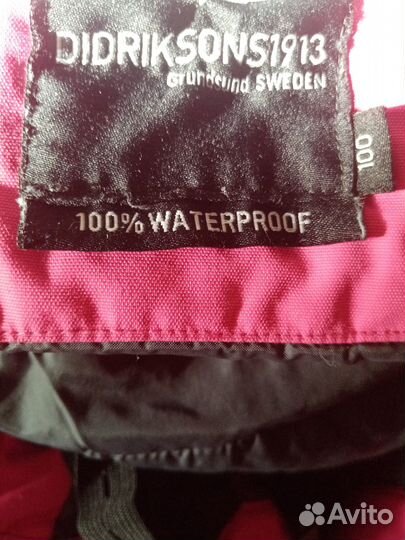 DIDRIKSONS1913
Grundsund SWEDEN
100
100% WATERPROOF
Avito